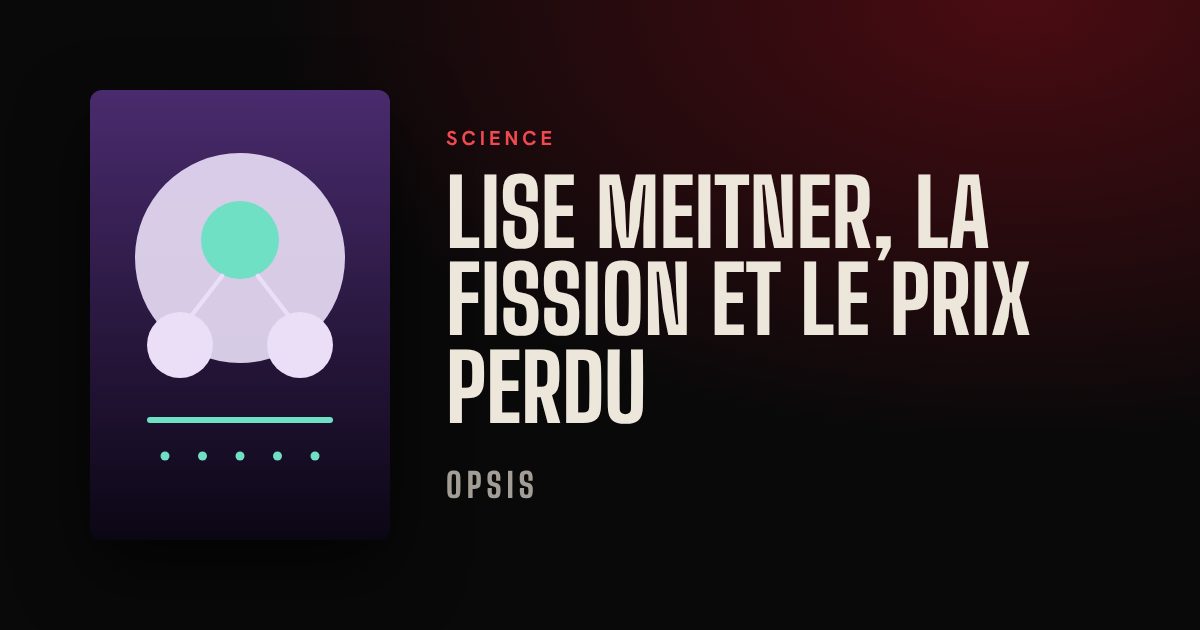 SCIENCE
LISE MEITNER, LA
FISSION ET LE PRIX
PERDU
OPSIS